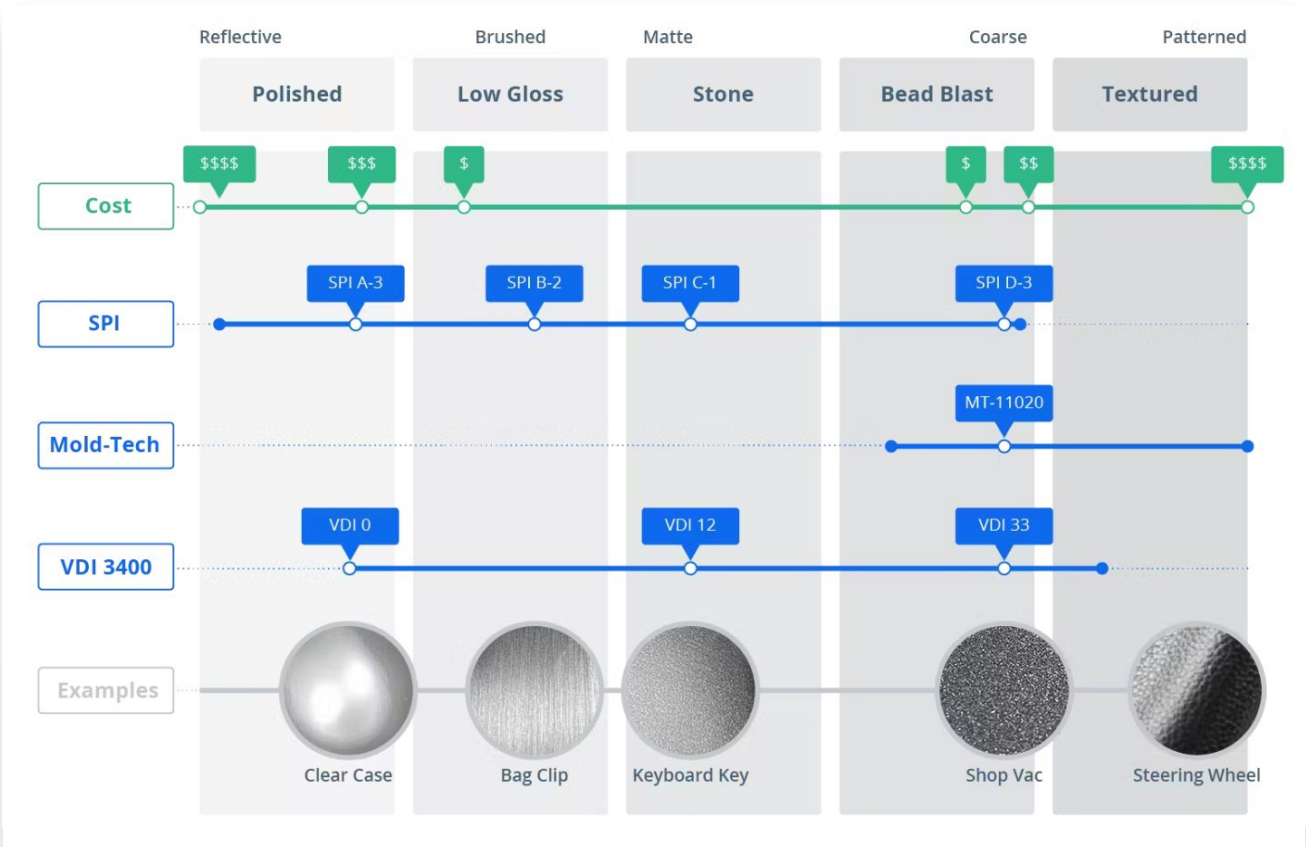 Reflective Brushed Matte Coarse Patterned
Polished Low Gloss Stone Bead Blast Textured
$$$$ $$$ $ $ $$ $$$$
Cost
SPI A-3 SPI B-2 SPI C-1 SPI D-3
SPI
MT-11020
Mold-Tech
VDI 0 VDI 12 VDI 33
VDI 3400
Examples
Clear Case Bag Clip Keyboard Key Shop Vac Steering Wheel